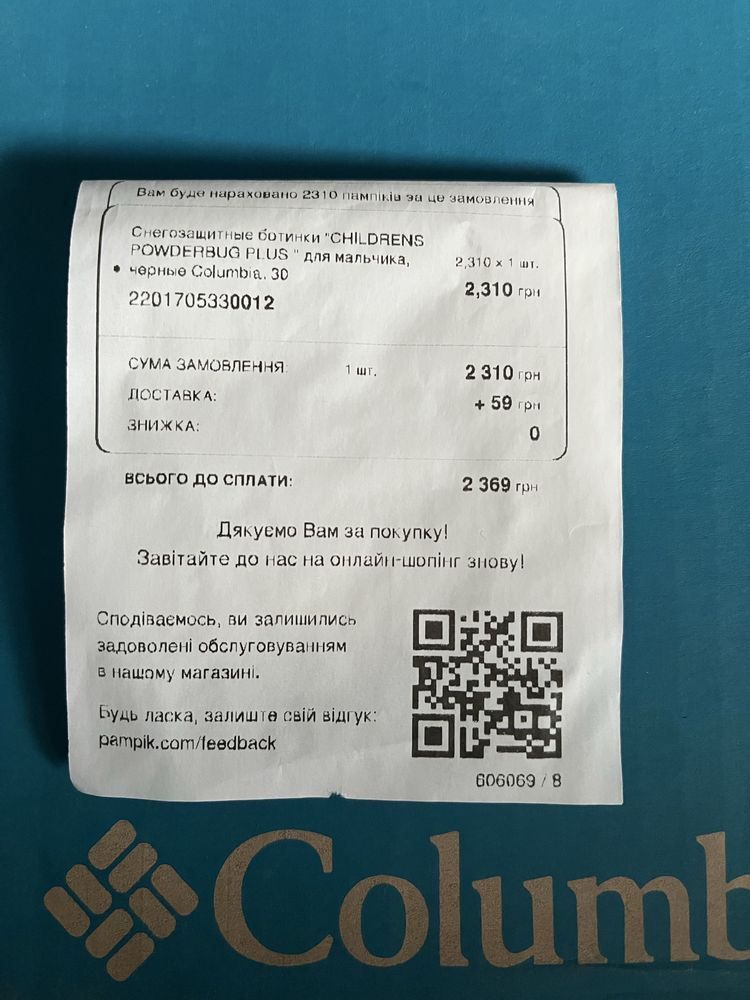 Вам буде нараховано 2310 пампіків за це замовлення
Снегозащитные ботинки "CHILDRENS
POWDERBUG PLUS " для мальчика,
• черные Columbia. 30
2,310 x 1 шт.
2,310 грн
2201705330012
СУМА ЗАМОВЛЕННЯ: 1 шт. 2 310 грн
ДОСТАВКА: + 59 грн
ЗНИЖКА: 0
ВСЬОГО ДО СПЛАТИ: 2 369 грн
Дякуємо Вам за покупку!
Завітайте до нас на онлайн-шопінг знову!
Сподіваємось, ви залишились
задоволені обслуговуванням
в нашому магазині.
Будь ласка, залиште свій відгук:
pampik.com/feedback
606069 / 8
Columb